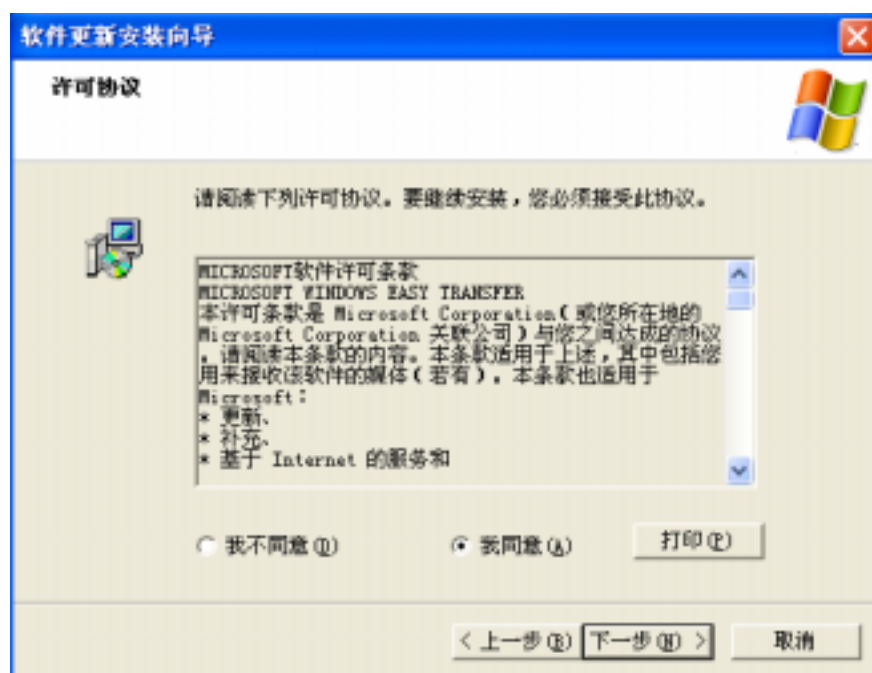 软件更新安装向导
许可协议
请阅读下列许可协议。要继续安装，您必须接受此协议。
MICROSOFT软件许可条款
MICROSOFT WINDOWS EASY TRANSFER
本许可条款是 Microsoft Corporation（或您所在地的
Microsoft Corporation 关联公司）与您之间达成的协议
。请阅读本条款的内容。本条款适用于上述，其中包括您
用来接收该软件的媒体（若有）。本条款也适用于
Microsoft：
* 更新、
* 补充、
* 基于 Internet 的服务和
我不同意(D)
我同意(A)
打印(P)
< 上一步(B)
下一步(N) >
取消